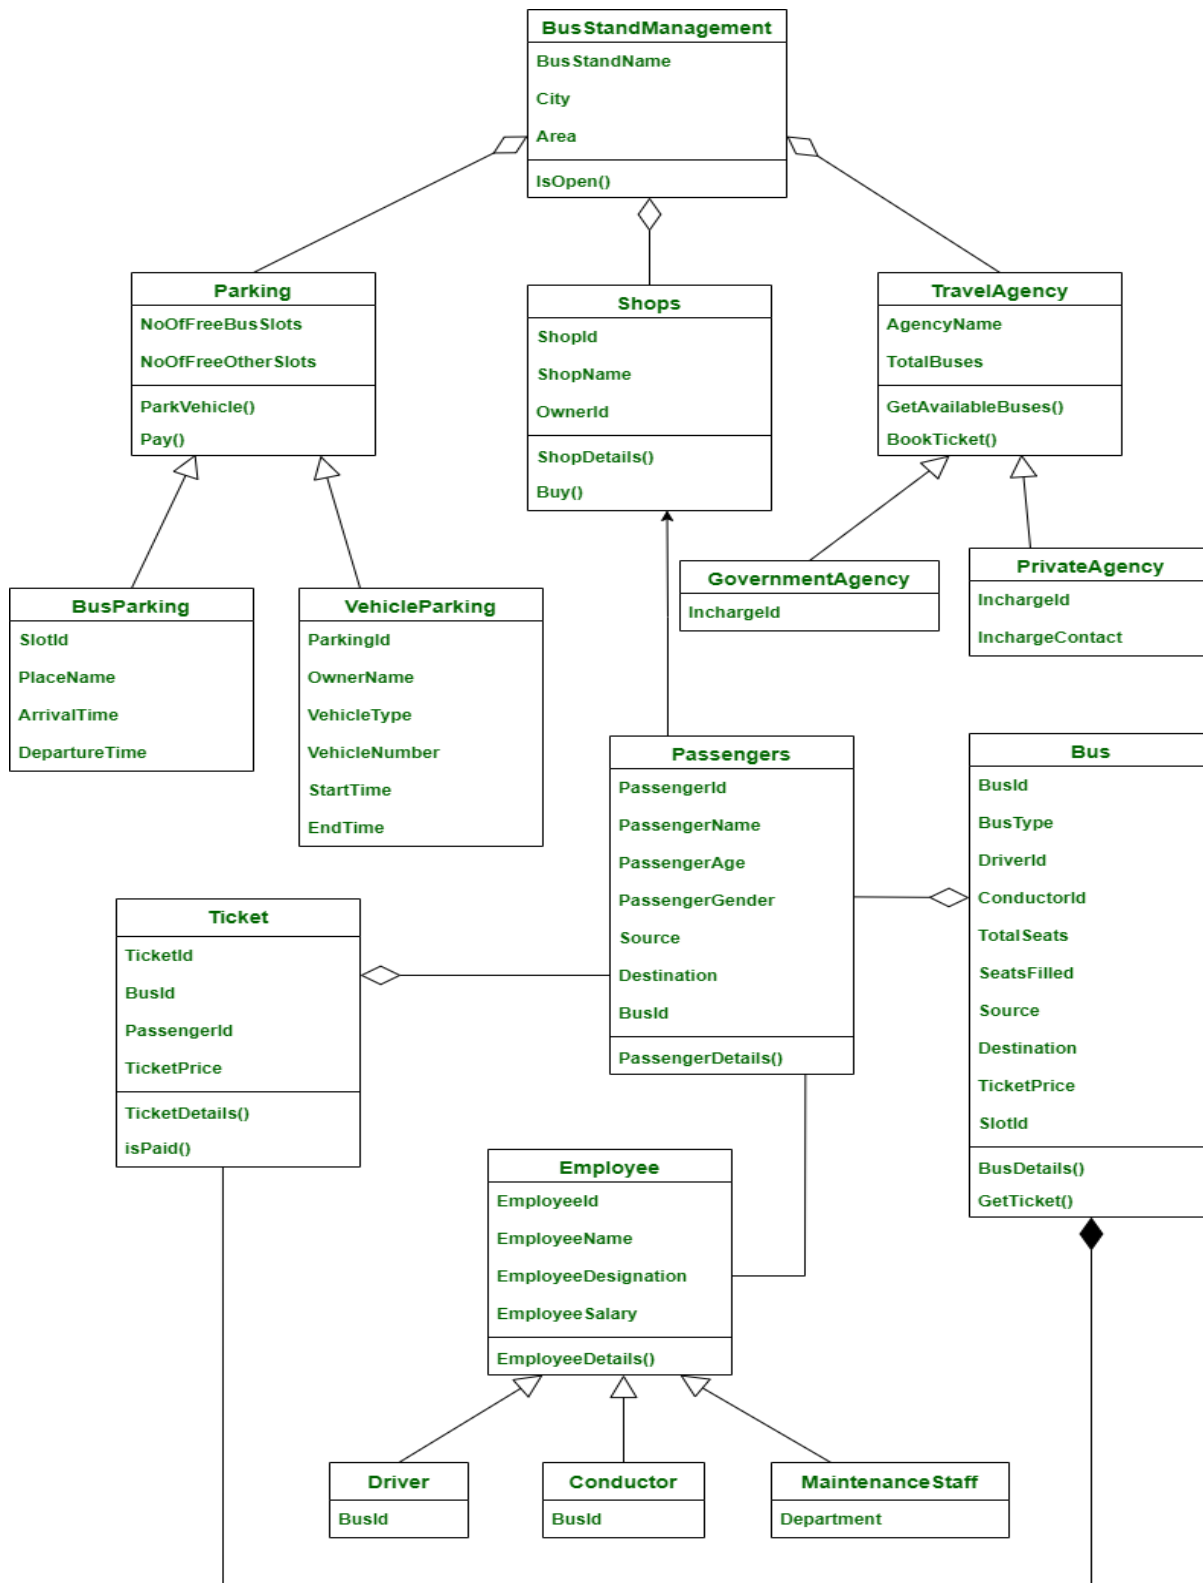 BusStandManagement
BusStandName
City
Area
IsOpen()
Parking
NoOfFreeBusSlots
NoOfFreeOtherSlots
ParkVehicle()
Pay()
Shops
ShopId
ShopName
OwnerId
ShopDetails()
Buy()
TravelAgency
AgencyName
TotalBuses
GetAvailableBuses()
BookTicket()
BusParking
SlotId
PlaceName
ArrivalTime
DepartureTime
VehicleParking
ParkingId
OwnerName
VehicleType
VehicleNumber
StartTime
EndTime
GovernmentAgency
InchargeId
PrivateAgency
InchargeId
InchargeContact
Passengers
PassengerId
PassengerName
PassengerAge
PassengerGender
Source
Destination
BusId
PassengerDetails()
Bus
BusId
BusType
DriverId
ConductorId
TotalSeats
SeatsFilled
Source
Destination
TicketPrice
SlotId
BusDetails()
GetTicket()
Ticket
TicketId
BusId
PassengerId
TicketPrice
TicketDetails()
isPaid()
Employee
EmployeeId
EmployeeName
EmployeeDesignation
EmployeeSalary
EmployeeDetails()
Driver
BusId
Conductor
BusId
MaintenanceStaff
Department